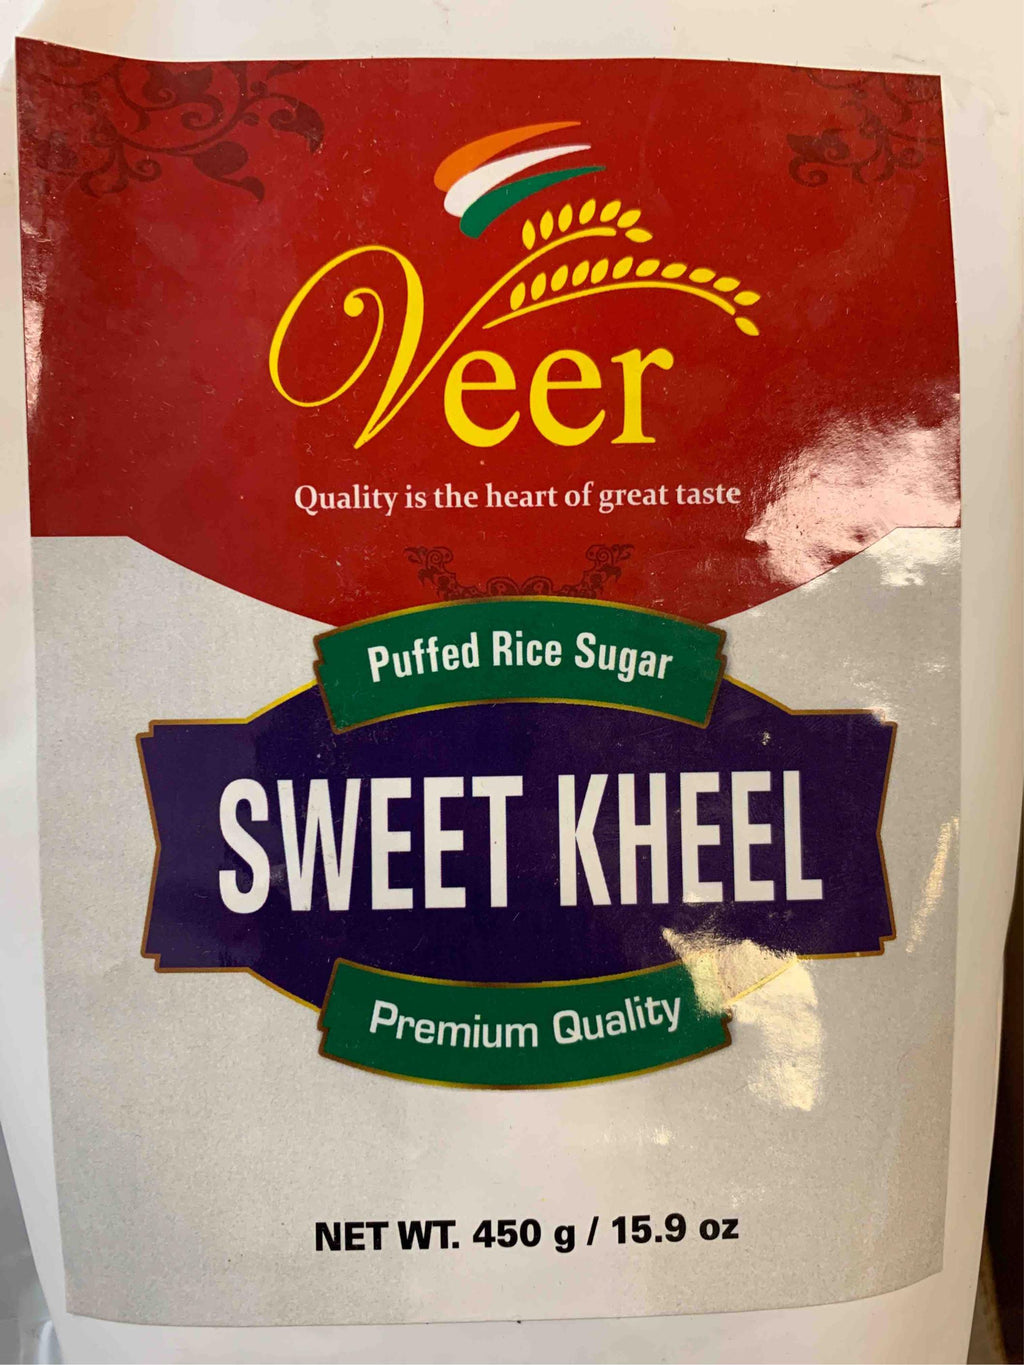 Veer
Quality is the heart of great taste
Puffed Rice Sugar
SWEET KHEEL
Premium Quality
NET WT. 450 g / 15.9 oz